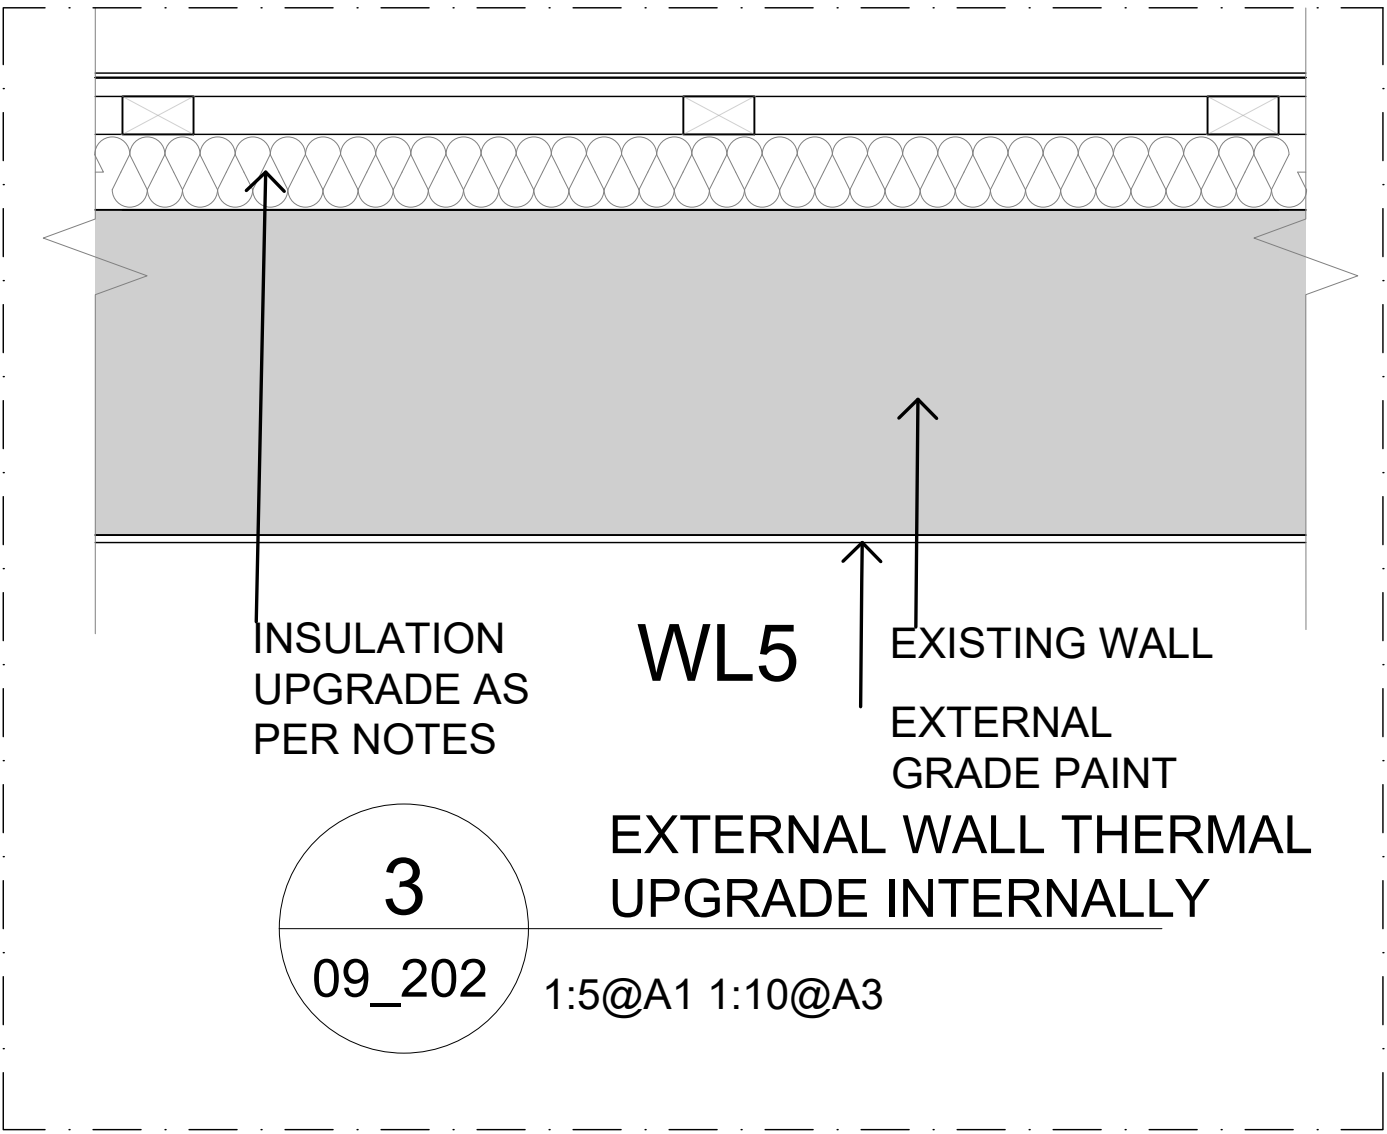 INSULATION
UPGRADE AS
PER NOTES
WL5
EXISTING WALL
EXTERNAL
GRADE PAINT
3
09_202
EXTERNAL WALL THERMAL
UPGRADE INTERNALLY
1:5@A1 1:10@A3